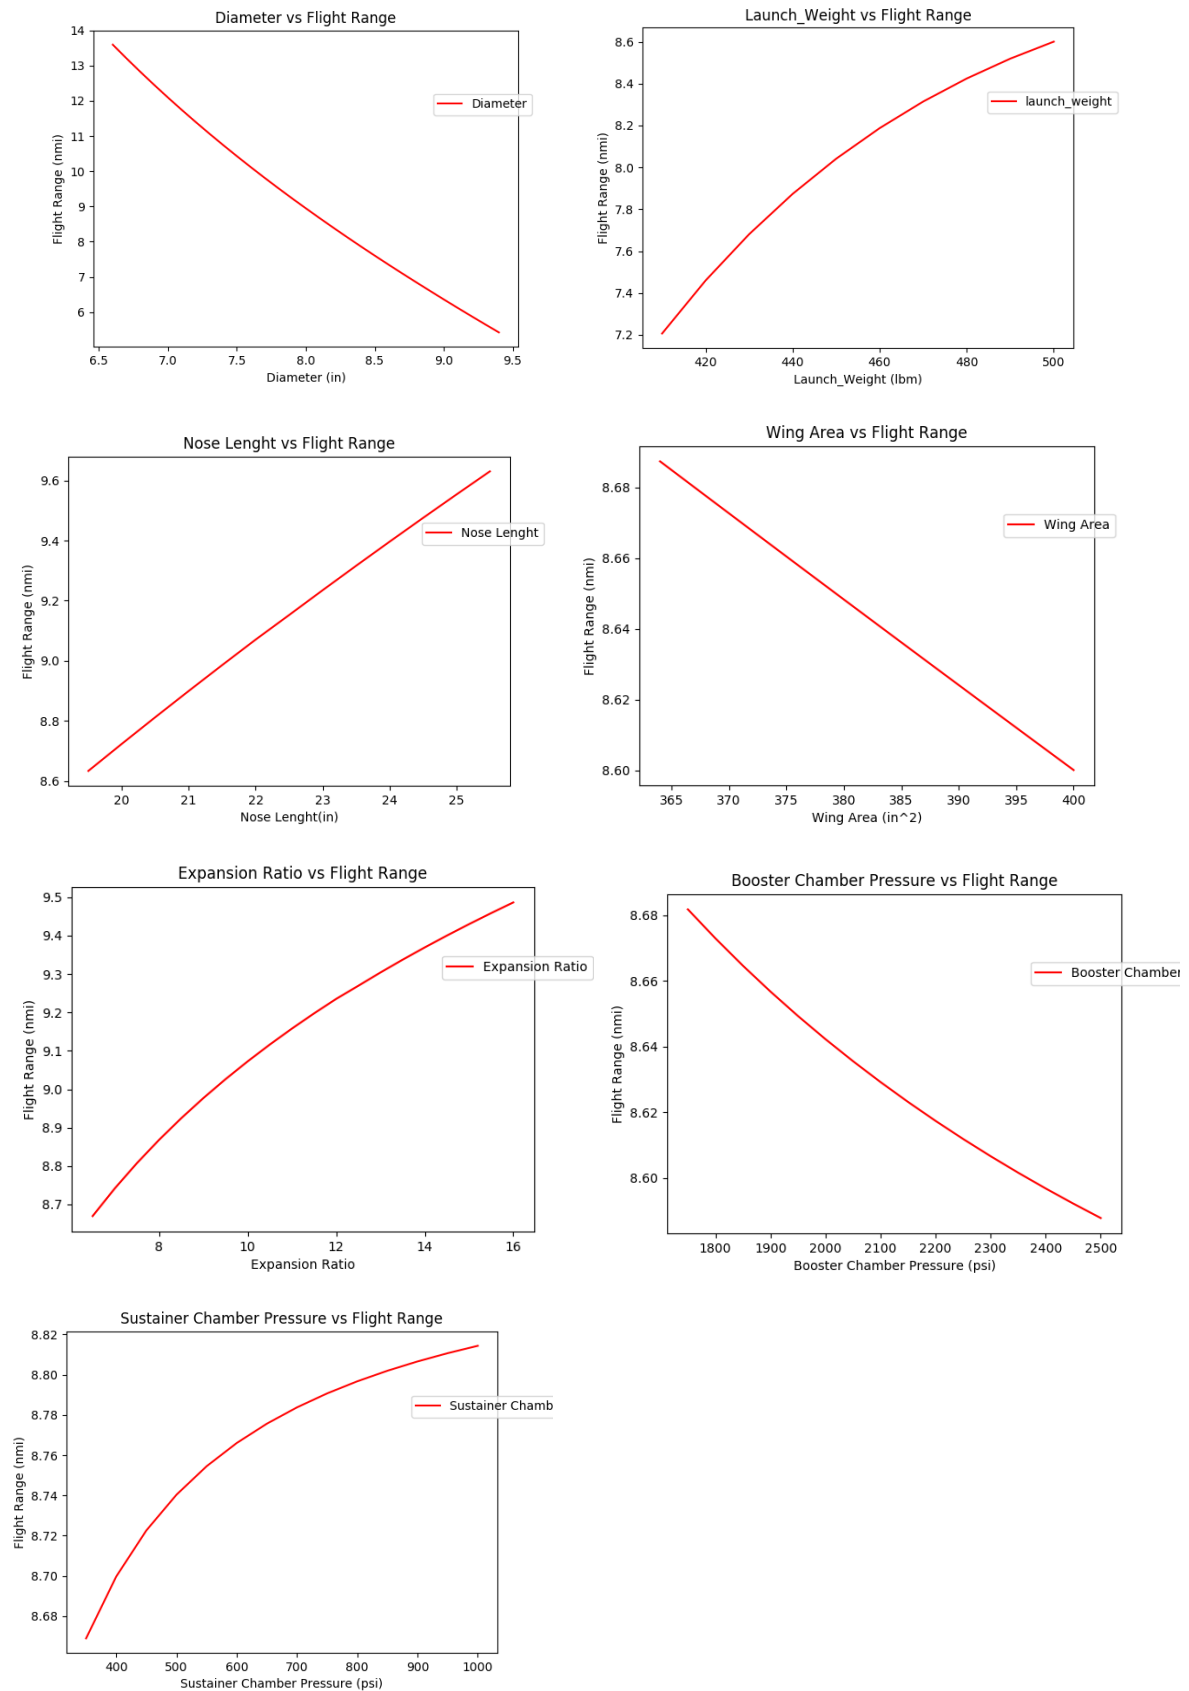 Diameter vs Flight Range
14
13
12
11
10
9
8
7
6
Flight Range (nmi)
Diameter
6.5 7.0 7.5 8.0 8.5 9.0 9.5
Diameter (in)
Launch_Weight vs Flight Range
8.6
8.4
8.2
8.0
7.8
7.6
7.4
7.2
Flight Range (nmi)
launch_weight
420 440 460 480 500
Launch_Weight (lbm)
Nose Lenght vs Flight Range
9.6
9.4
9.2
9.0
8.8
8.6
Flight Range (nmi)
Nose Lenght
20 21 22 23 24 25
Nose Lenght(in)
Wing Area vs Flight Range
8.68
8.66
8.64
8.62
8.60
Flight Range (nmi)
Wing Area
365 370 375 380 385 390 395 400
Wing Area (in^2)
Expansion Ratio vs Flight Range
9.5
9.4
9.3
9.2
9.1
9.0
8.9
8.8
8.7
Flight Range (nmi)
Expansion Ratio
8 10 12 14 16
Expansion Ratio
Booster Chamber Pressure vs Flight Range
8.68
8.66
8.64
8.62
8.60
Flight Range (nmi)
Booster Chamber
1800 1900 2000 2100 2200 2300 2400 2500
Booster Chamber Pressure (psi)
Sustainer Chamber Pressure vs Flight Range
8.82
8.80
8.78
8.76
8.74
8.72
8.70
8.68
Flight Range (nmi)
Sustainer Chamb
400 500 600 700 800 900 1000
Sustainer Chamber Pressure (psi)